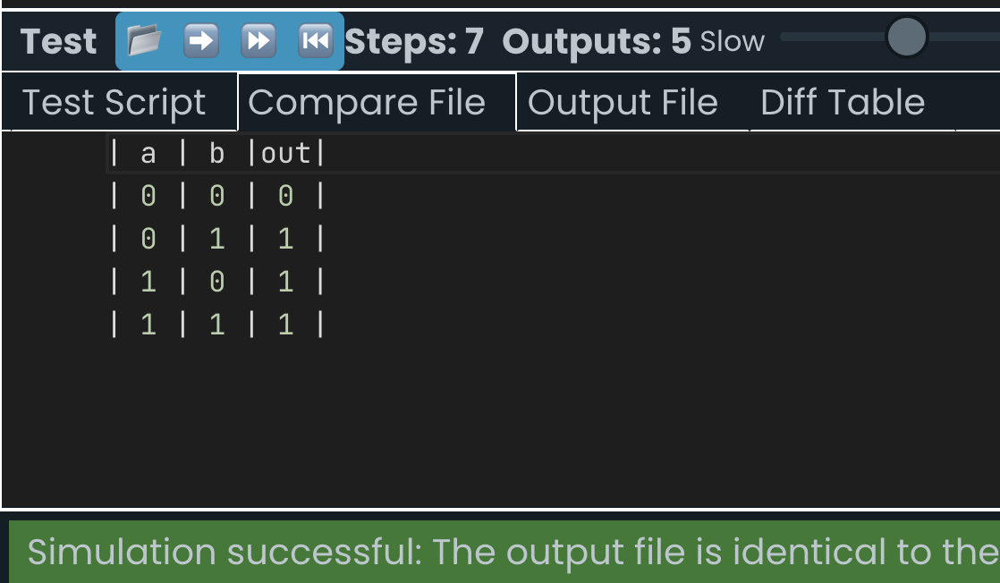 Test Steps: 7 Outputs: 5 Slow
Test Script Compare File Output File Diff Table
| a | b |out|
| 0 | 0 | 0 |
| 0 | 1 | 1 |
| 1 | 0 | 1 |
| 1 | 1 | 1 |
Simulation successful: The output file is identical to the